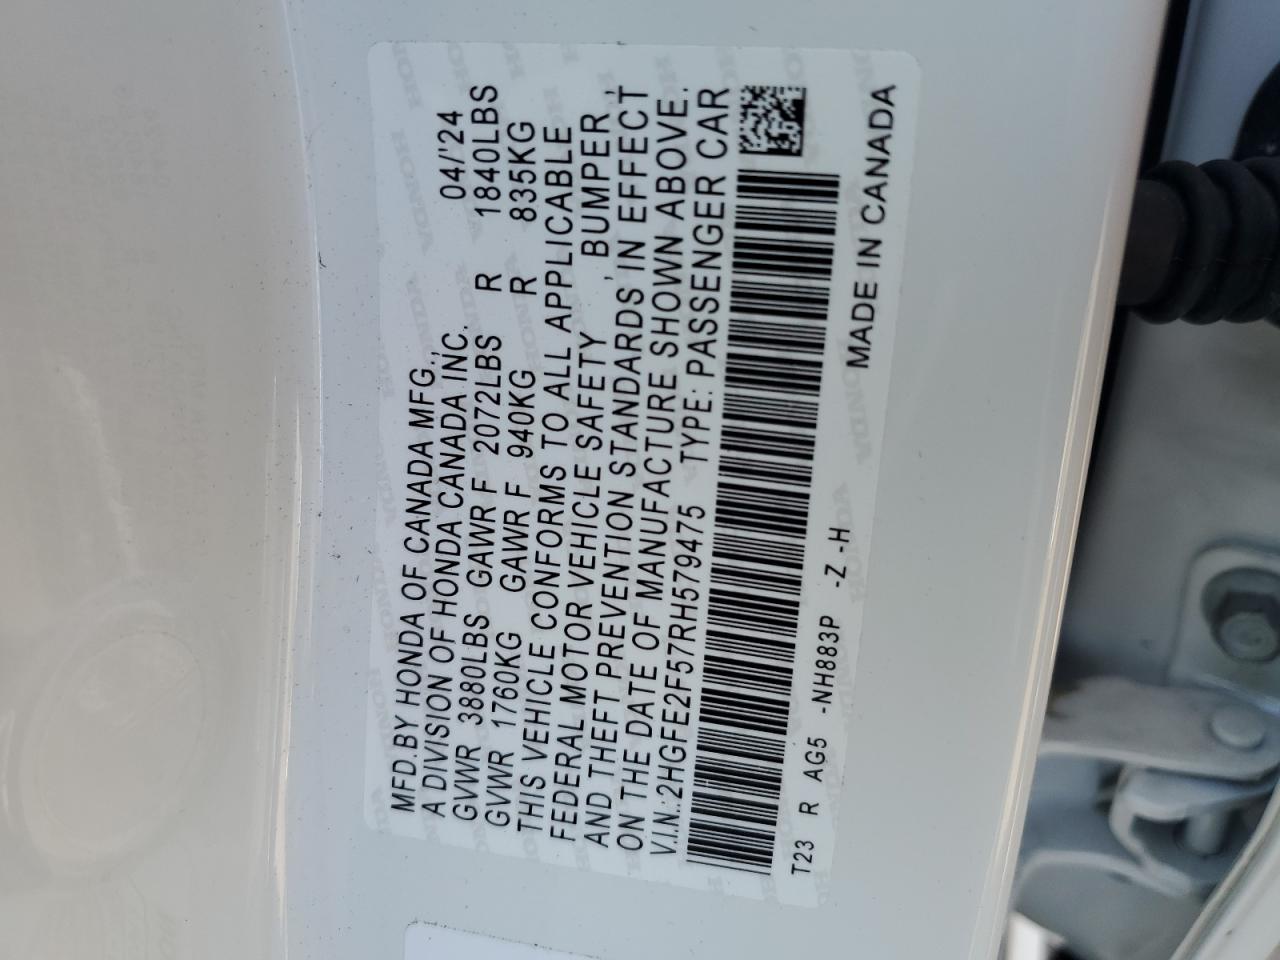 MFD.BY HONDA OF CANADA MFG.,
A DIVISION OF HONDA CANADA INC. 04/'24
GVWR 3880LBS GAWR F 2072LBS R 1840LBS
GVWR 1760KG GAWR F 940KG R 835KG
THIS VEHICLE CONFORMS TO ALL APPLICABLE
FEDERAL MOTOR VEHICLE SAFETY, BUMPER,
AND THEFT PREVENTION STANDARDS IN EFFECT
ON THE DATE OF MANUFACTURE SHOWN ABOVE.
V.I.N.:2HGFE2F57RH579475 TYPE: PASSENGER CAR
T23 R AG5 -NH883P -Z -H MADE IN CANADA